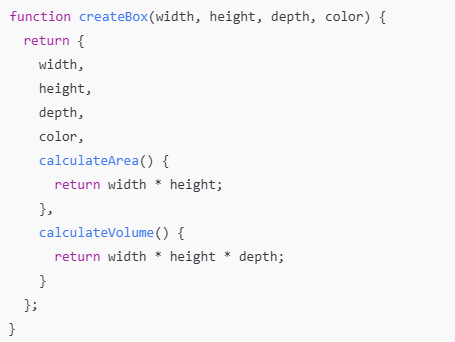 function createBox(width, height, depth, color) {
  return {
    width,
    height,
    depth,
    color,
    calculateArea() {
      return width * height;
    },
    calculateVolume() {
      return width * height * depth;
    }
  };
}